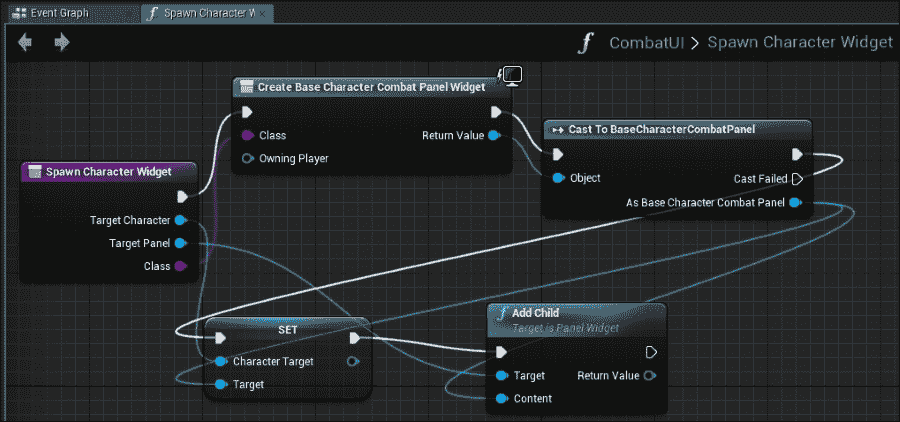 Event Graph
f Spawn Character W
f CombatUI > Spawn Character Widget
Create Base Character Combat Panel Widget
Class
Return Value
Owning Player
Cast To BaseCharacterCombatPanel
Object
Cast Failed
As Base Character Combat Panel
Spawn Character Widget
Target Character
Target Panel
Class
SET
Character Target
Target
f Add Child
Target is Panel Widget
Target
Return Value
Content